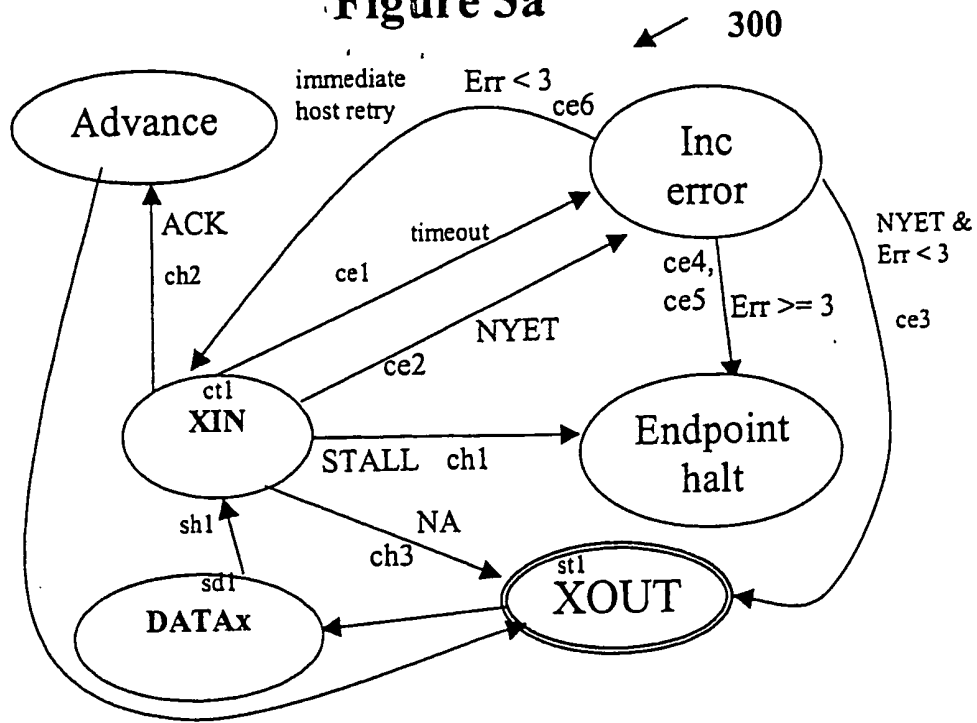 Figure 3a
300
immediate
host retry
Err < 3
ce6
Advance
Inc
error
ACK
ch2
timeout
ce1
NYET &
Err < 3
ce3
ce4,
ce5
Err >= 3
NYET
ce2
ct1
XIN
Endpoint
halt
STALL ch1
sh1
NA
ch3
st1
XOUT
sd1
DATAx